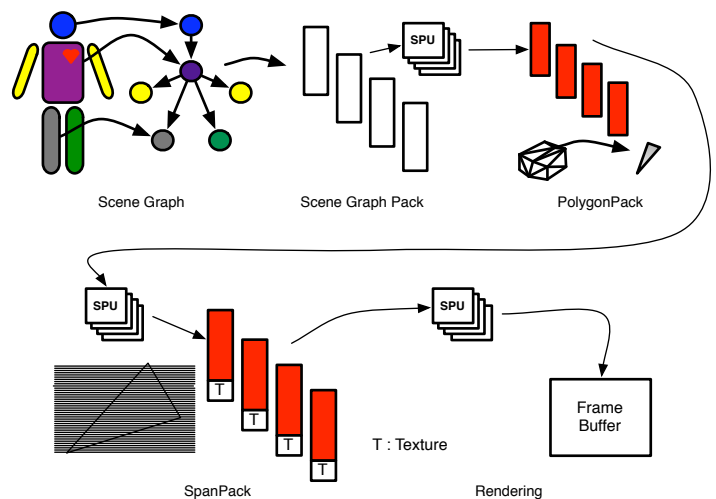 SPU
Scene Graph
Scene Graph Pack
PolygonPack
SPU
SPU
T
T
T
T
T : Texture
Frame
Buffer
SpanPack
Rendering